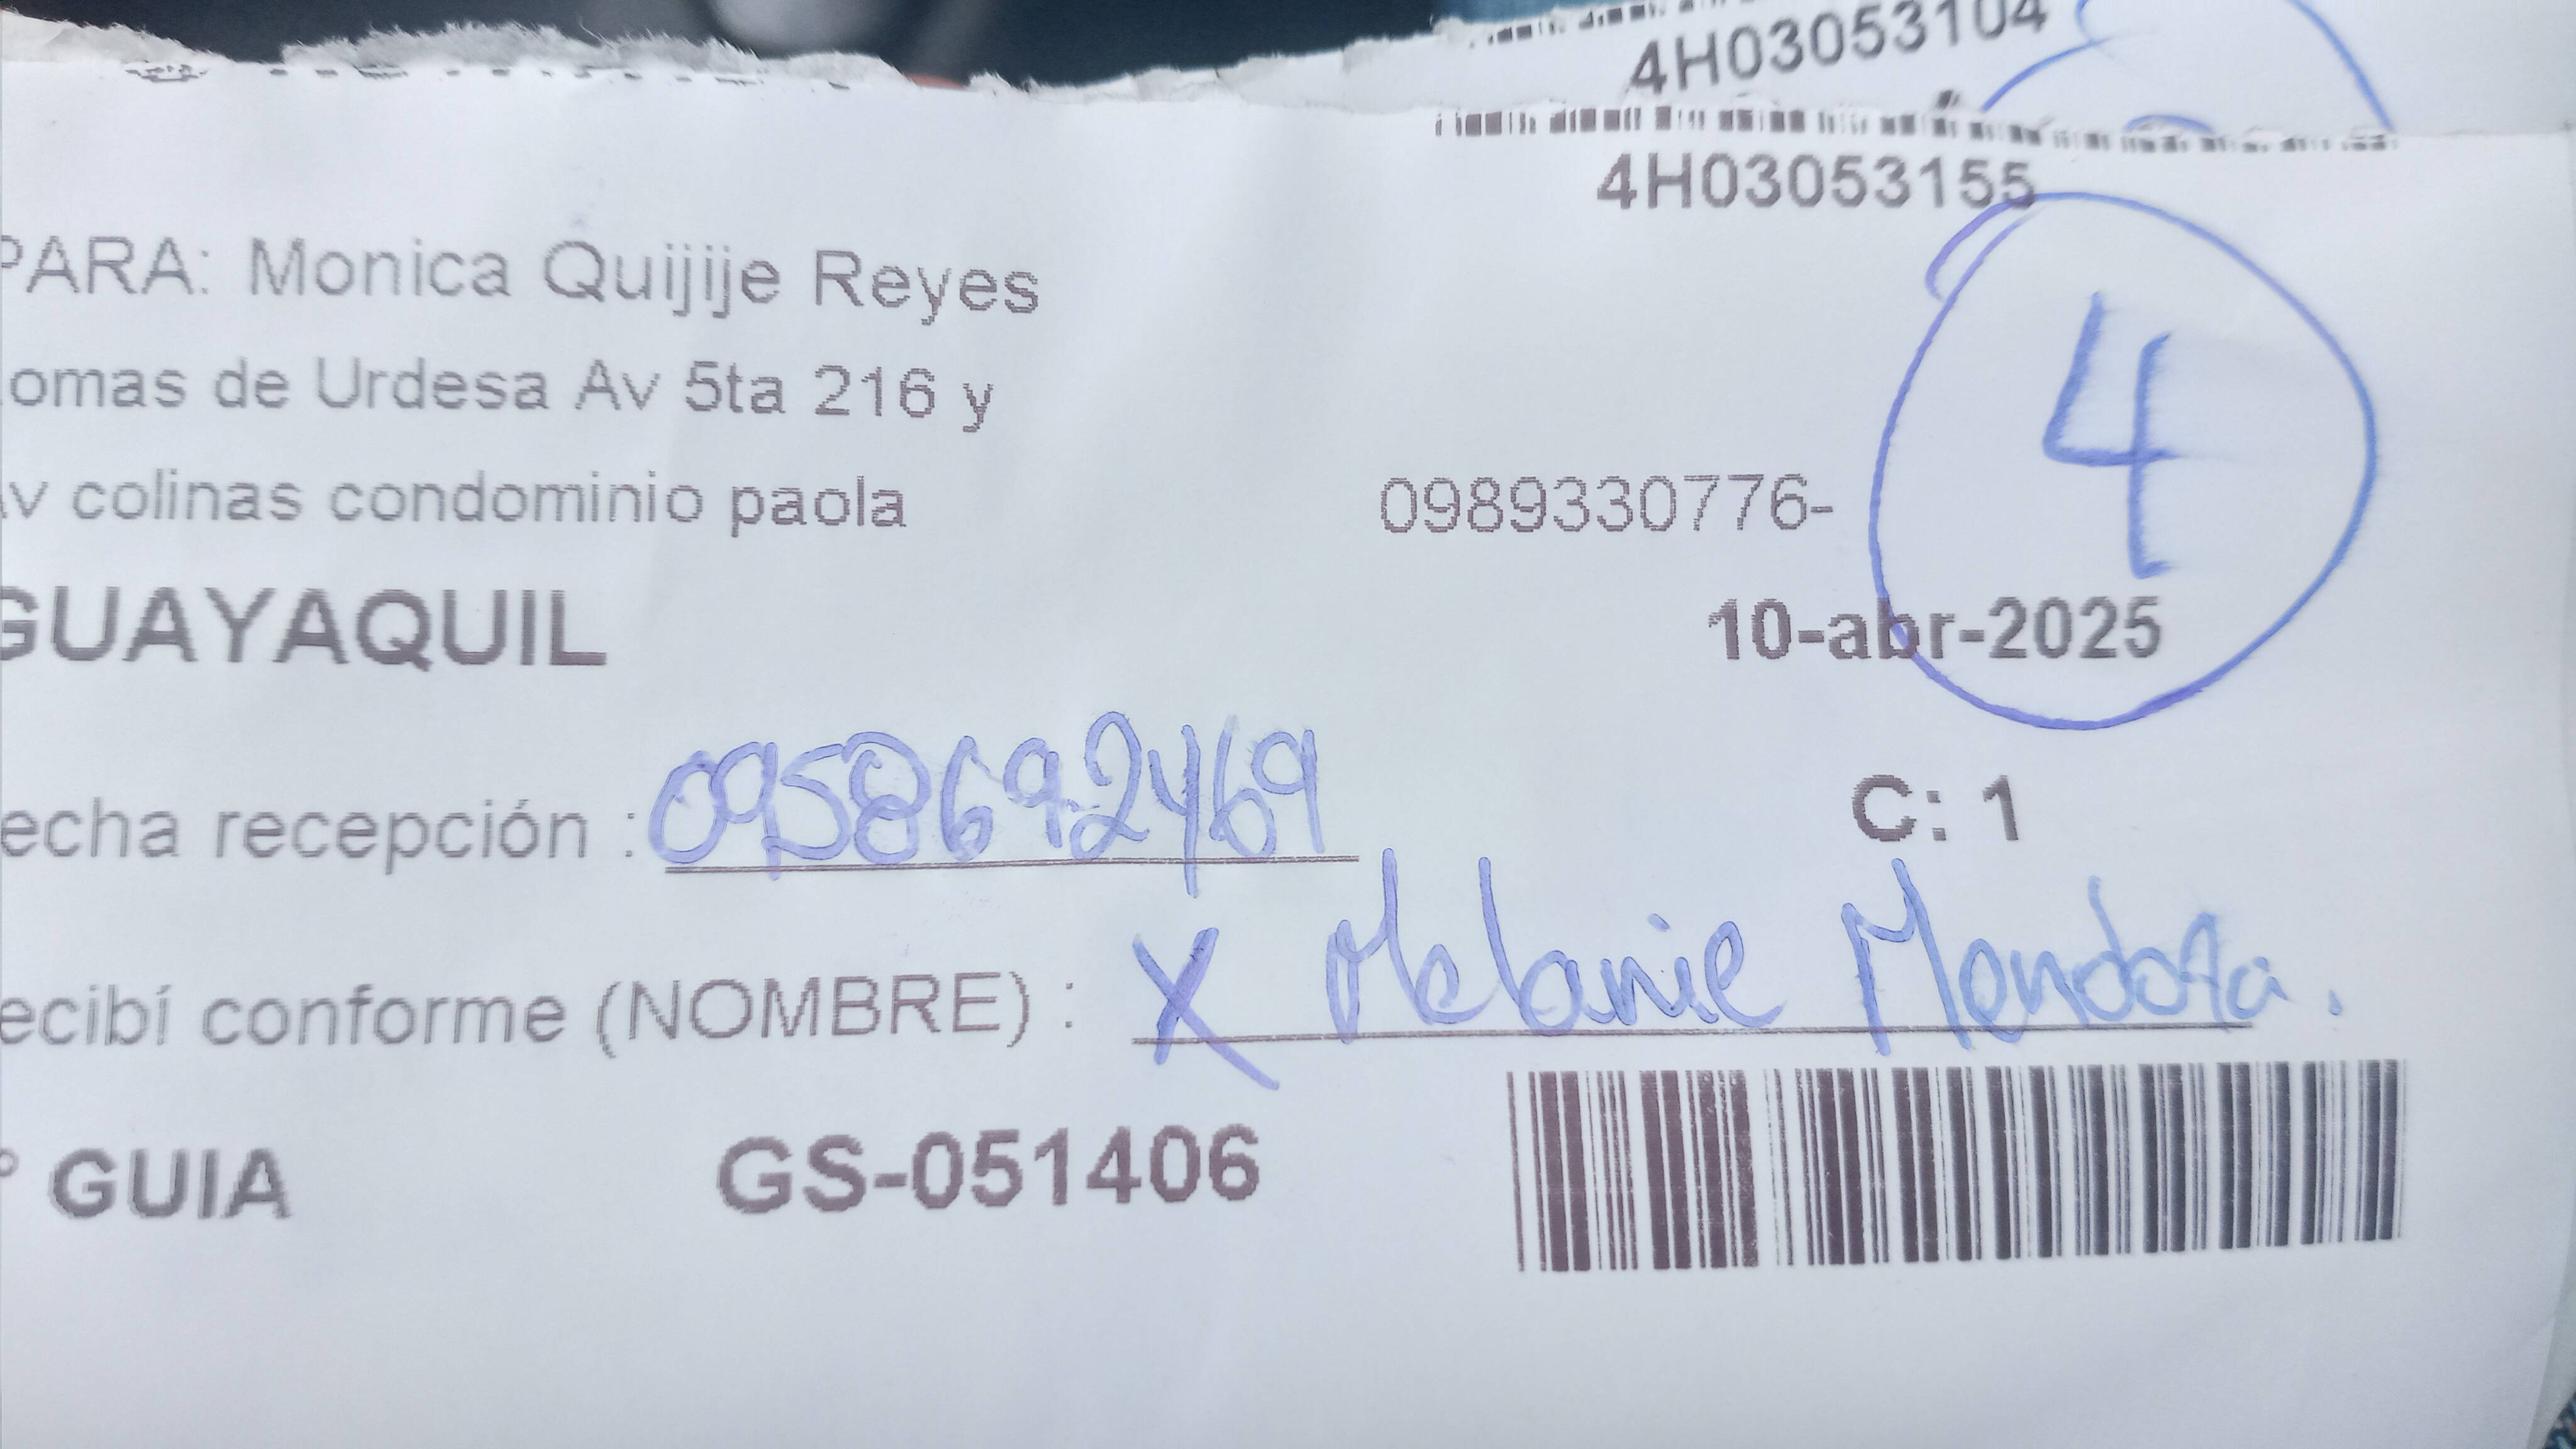 4H03053104
4H03053155
PARA: Monica Quijije Reyes
omas de Urdesa Av 5ta 216 y
Av colinas condominio paola
0989330776-
4
GUAYAQUIL
10-abr-2025
echa recepción : 0958692469
C: 1
ecibí conforme (NOMBRE) : X Melanie Mendoza.
° GUIA GS-051406